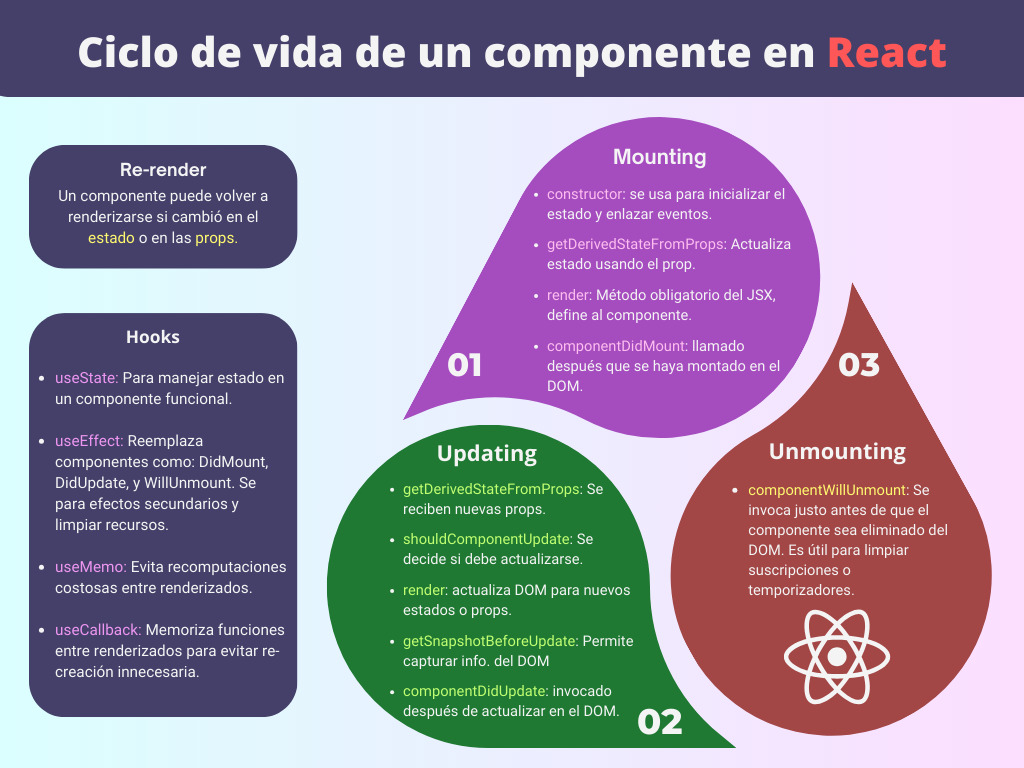 Ciclo de vida de un componente en React
Re-render
Un componente puede volver a
renderizarse si cambió en el
estado o en las props.
Hooks
• useState: Para manejar estado en
un componente funcional.
• useEffect: Reemplaza
componentes como: DidMount,
DidUpdate, y WillUnmount. Se
para efectos secundarios y
limpiar recursos.
• useMemo: Evita recomputaciones
costosas entre renderizados.
• useCallback: Memoriza funciones
entre renderizados para evitar re-
creación innecesaria.
Mounting
• constructor: se usa para inicializar el
estado y enlazar eventos.
• getDerivedStateFromProps: Actualiza
estado usando el prop.
• render: Método obligatorio del JSX,
define al componente.
• componentDidMount: llamado
después que se haya montado en el
DOM.
01
Updating
• getDerivedStateFromProps: Se
reciben nuevas props.
• shouldComponentUpdate: Se
decide si debe actualizarse.
• render: actualiza DOM para nuevos
estados o props.
• getSnapshotBeforeUpdate: Permite
capturar info. del DOM
• componentDidUpdate: invocado
después de actualizar en el DOM.
02
03
Unmounting
• componentWillUnmount: Se
invoca justo antes de que el
componente sea eliminado del
DOM. Es útil para limpiar
suscripciones o
temporizadores.